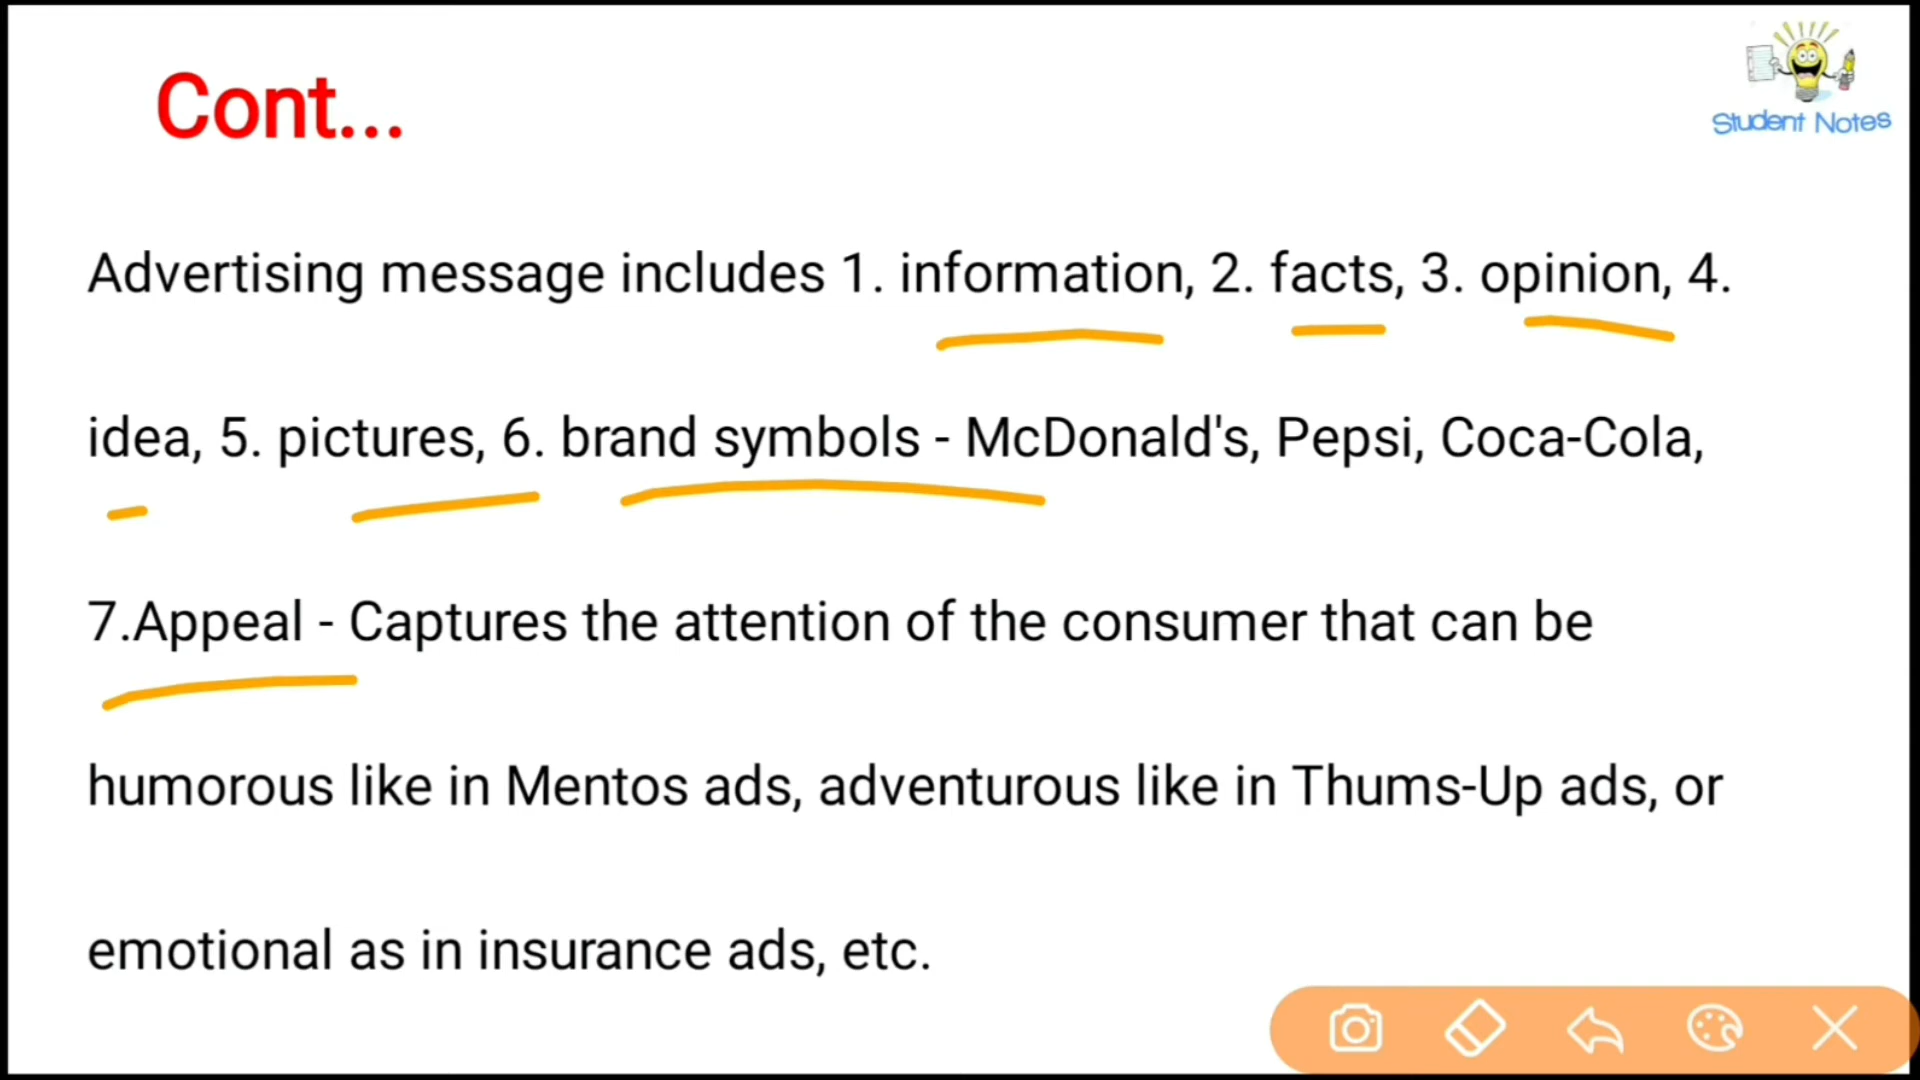 Cont...
Student Notes
Advertising message includes 1. information, 2. facts, 3. opinion, 4.
idea, 5. pictures, 6. brand symbols - McDonald's, Pepsi, Coca-Cola,
7.Appeal - Captures the attention of the consumer that can be
humorous like in Mentos ads, adventurous like in Thums-Up ads, or
emotional as in insurance ads, etc.